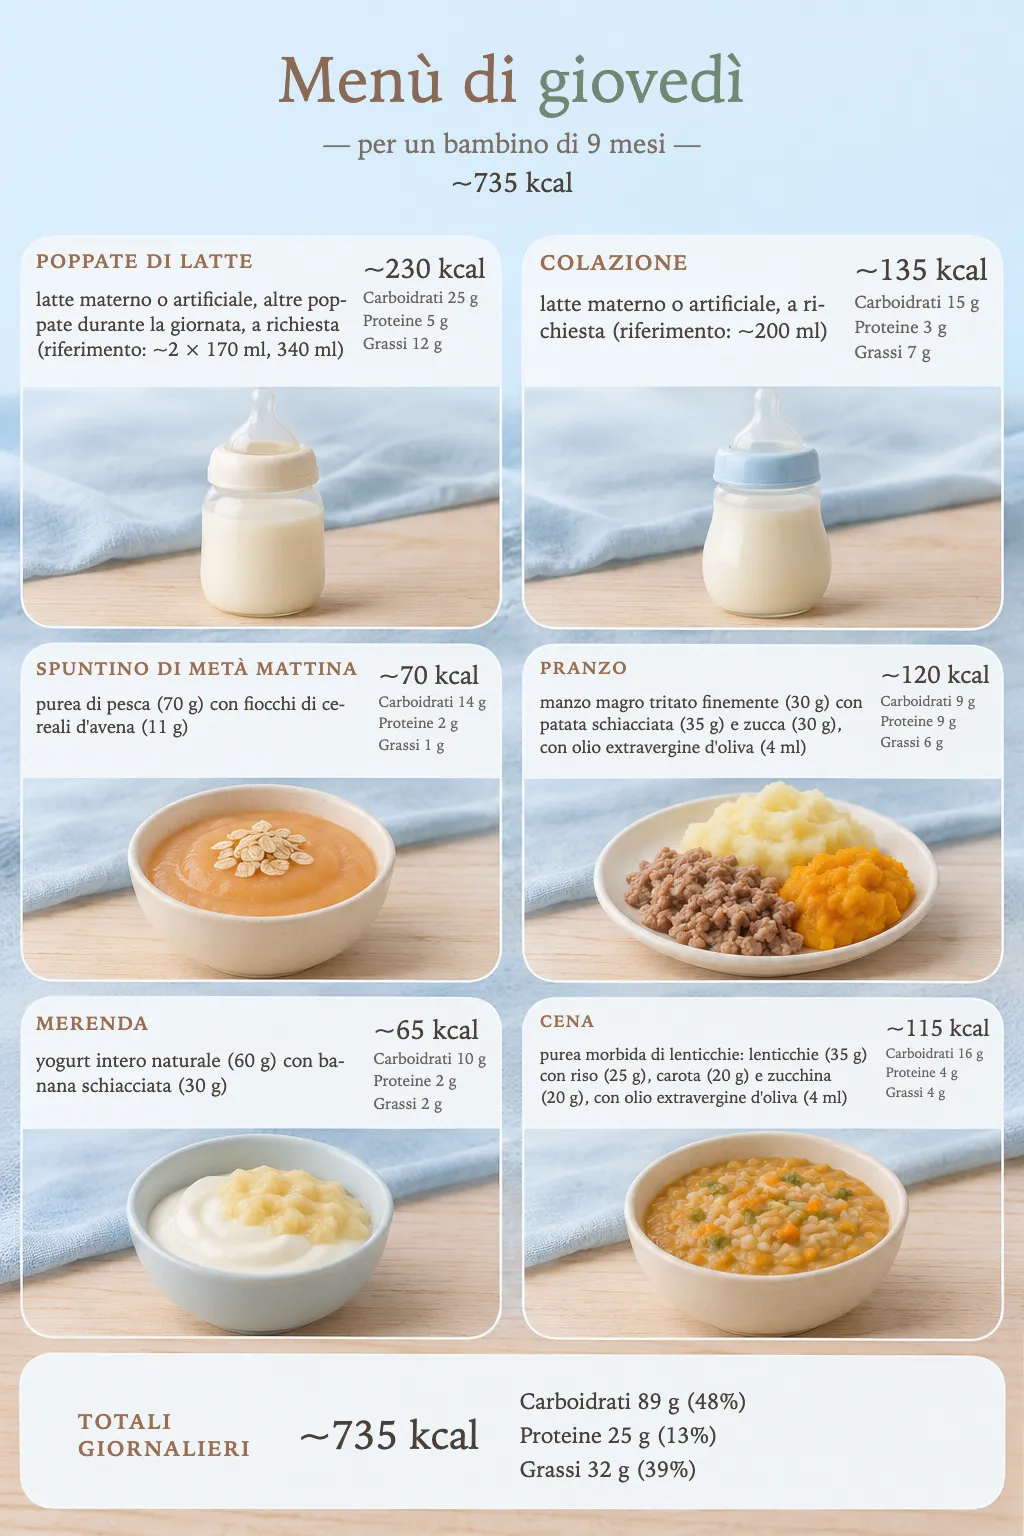 Menù di giovedì
— per un bambino di 9 mesi —
~735 kcal
POPPATE DI LATTE
latte materno o artificiale, altre pop-
pate durante la giornata, a richiesta
(riferimento: ~2 × 170 ml, 340 ml)
~230 kcal
Carboidrati 25 g
Proteine 5 g
Grassi 12 g
COLAZIONE
latte materno o artificiale, a ri-
chiesta (riferimento: ~200 ml)
~135 kcal
Carboidrati 15 g
Proteine 3 g
Grassi 7 g
SPUNTINO DI METÀ MATTINA
purea di pesca (70 g) con fiocchi di ce-
reali d'avena (11 g)
~70 kcal
Carboidrati 14 g
Proteine 2 g
Grassi 1 g
PRANZO
manzo magro tritato finemente (30 g) con
patata schiacciata (35 g) e zucca (30 g),
con olio extravergine d'oliva (4 ml)
~120 kcal
Carboidrati 9 g
Proteine 9 g
Grassi 6 g
MERENDA
yogurt intero naturale (60 g) con ba-
nana schiacciata (30 g)
~65 kcal
Carboidrati 10 g
Proteine 2 g
Grassi 2 g
CENA
purea morbida di lenticchie: lenticchie (35 g)
con riso (25 g), carota (20 g) e zucchina
(20 g), con olio extravergine d'oliva (4 ml)
~115 kcal
Carboidrati 16 g
Proteine 4 g
Grassi 4 g
TOTALI
GIORNALIERI
~735 kcal
Carboidrati 89 g (48%)
Proteine 25 g (13%)
Grassi 32 g (39%)